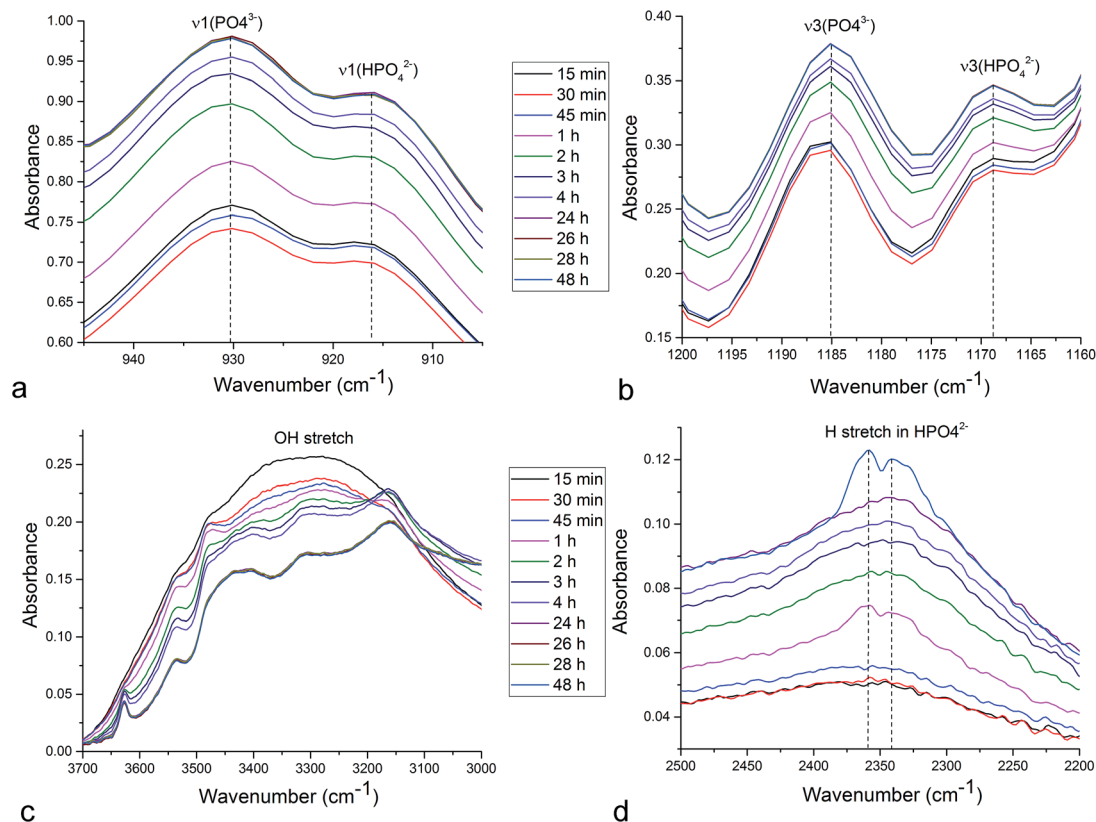 ν1(PO4³⁻)
ν1(HPO₄²⁻)
1.00
0.95
0.90
0.85
0.80
0.75
0.70
0.65
0.60
Absorbance
940
930
920
910
Wavenumber (cm⁻¹)
a
15 min
30 min
45 min
1 h
2 h
3 h
4 h
24 h
26 h
28 h
48 h
ν3(PO4³⁻)
ν3(HPO₄²⁻)
0.40
0.35
0.30
0.25
0.20
0.15
Absorbance
1200
1195
1190
1185
1180
1175
1170
1165
1160
Wavenumber (cm⁻¹)
b
OH stretch
0.25
0.20
0.15
0.10
0.05
0.00
Absorbance
3700
3600
3500
3400
3300
3200
3100
3000
Wavenumber (cm⁻¹)
c
15 min
30 min
45 min
1 h
2 h
3 h
4 h
24 h
26 h
28 h
48 h
H stretch in HPO4²⁻
0.12
0.10
0.08
0.06
0.04
Absorbance
2500
2450
2400
2350
2300
2250
2200
Wavenumber (cm⁻¹)
d